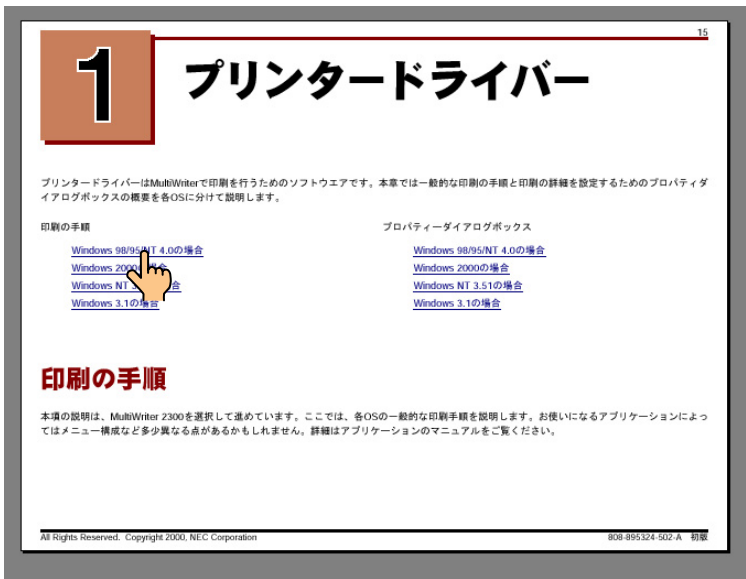 15
1
プリンタードライバー
プリンタードライバーはMultiWriterで印刷を行うためのソフトウエアです。本章では一般的な印刷の手順と印刷の詳細を設定するためのプロパティダ
イアログボックスの概要を各OSに分けて説明します。
印刷の手順
Windows 98/95/NT 4.0の場合
Windows 2000の場合
Windows NT 3.
Windows 3.1の場合
プロパティーダイアログボックス
Windows 98/95/NT 4.0の場合
Windows 2000の場合
Windows NT 3.51の場合
Windows 3.1の場合
印刷の手順
本項の説明は、MultiWriter 2300を選択して進めています。ここでは、各OSの一般的な印刷手順を説明します。お使いになるアプリケーションによっ
てはメニュー構成など多少異なる点があるかもしれません。詳細はアプリケーションのマニュアルをご覧ください。
All Rights Reserved. Copyright 2000, NEC Corporation
808-895324-502-A 初版